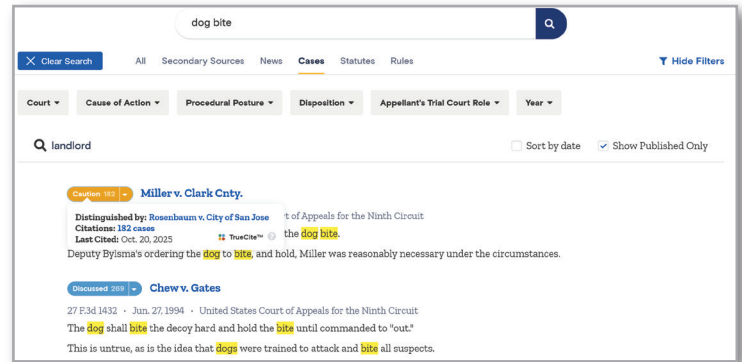 dog bite
Clear Search
All Secondary Sources News Cases Statutes Rules
Hide Filters
Court Cause of Action Procedural Posture Disposition Appellant's Trial Court Role Year
landlord
Sort by date Show Published Only
Caution 182 Miller v. Clark Cnty.
Distinguished by: Rosenbaum v. City of San Jose
Citations: 182 cases
Last Cited: Oct. 20, 2025 TrueCite™ ?
t of Appeals for the Ninth Circuit
the dog bite.
Deputy Bylsma's ordering the dog to bite, and hold, Miller was reasonably necessary under the circumstances.
Discussed 269 Chew v. Gates
27 F.3d 1432 · Jun. 27, 1994 · United States Court of Appeals for the Ninth Circuit
The dog shall bite the decoy hard and hold the bite until commanded to "out."
This is untrue, as is the idea that dogs were trained to attack and bite all suspects.